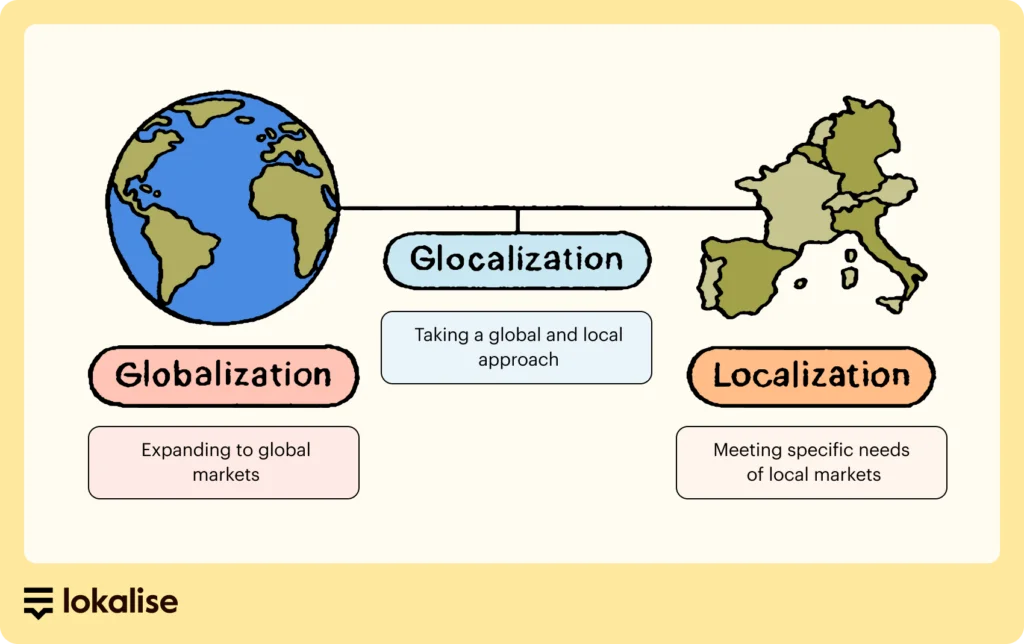 Glocalization
Taking a global and local
approach
Globalization
Expanding to global
markets
Localization
Meeting specific needs
of local markets
lokalise